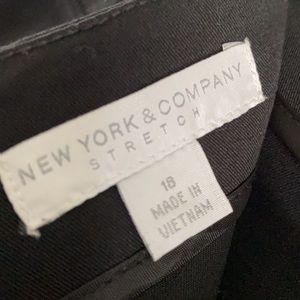 NEW YORK & COMPANY
STRETCH
18
MADE IN
VIETNAM